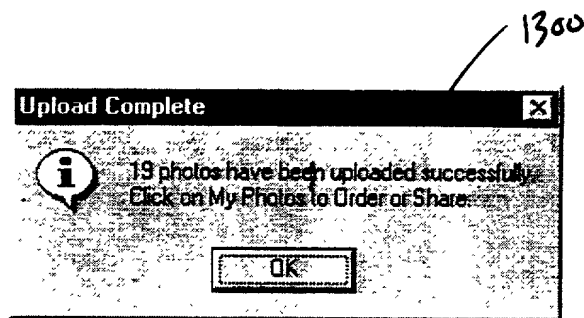 1300
Upload Complete
19 photos have been uploaded successfully.
Click on My Photos to Order or Share.
OK